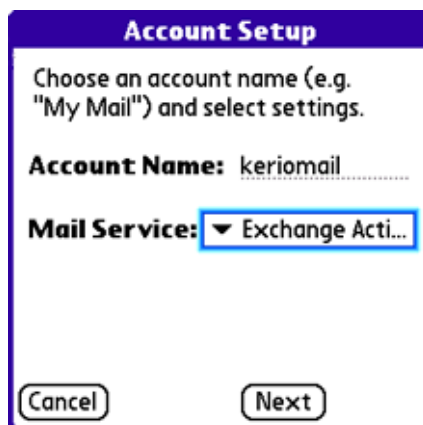 Account Setup
Choose an account name (e.g.
"My Mail") and select settings.
Account Name: keriomail
Mail Service: Exchange Acti...
Cancel Next